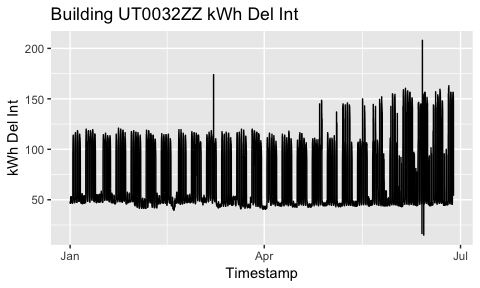 Building UT0032ZZ kWh Del Int
kWh Del Int
200
150
100
50
Jan
Apr
Jul
Timestamp